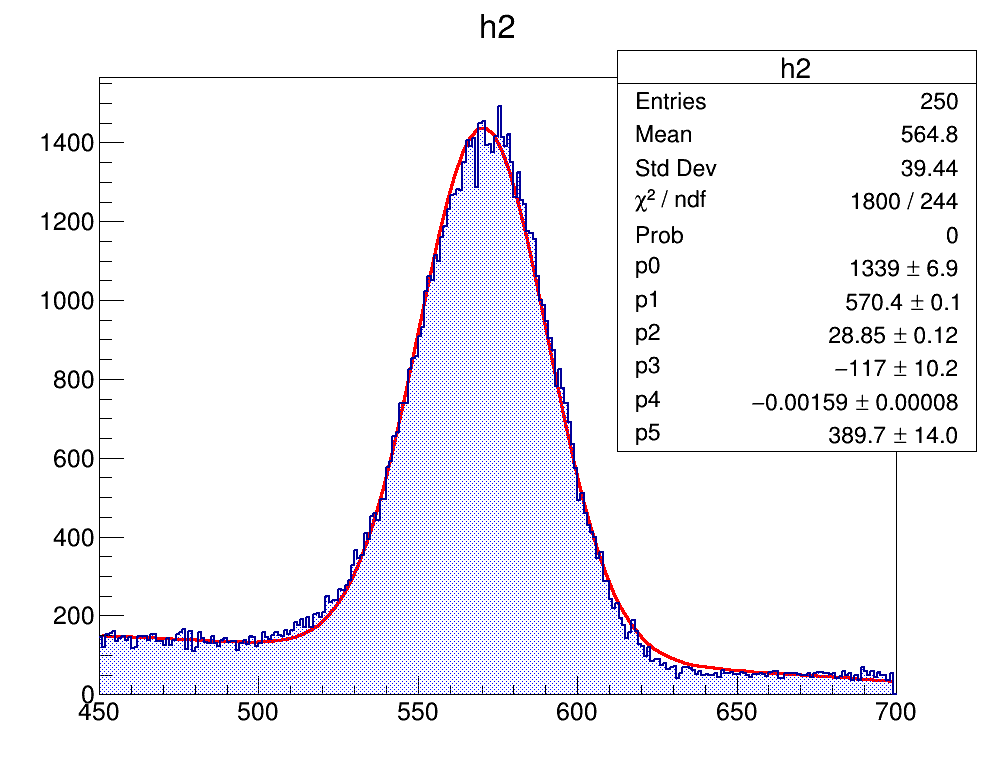 h2
h2
Entries 250
Mean 564.8
Std Dev 39.44
χ² / ndf 1800 / 244
Prob 0
p0 1339 ± 6.9
p1 570.4 ± 0.1
p2 28.85 ± 0.12
p3 −117 ± 10.2
p4 −0.00159 ± 0.00008
p5 389.7 ± 14.0
1400
1200
1000
800
600
400
200
0
450 500 550 600 650 700